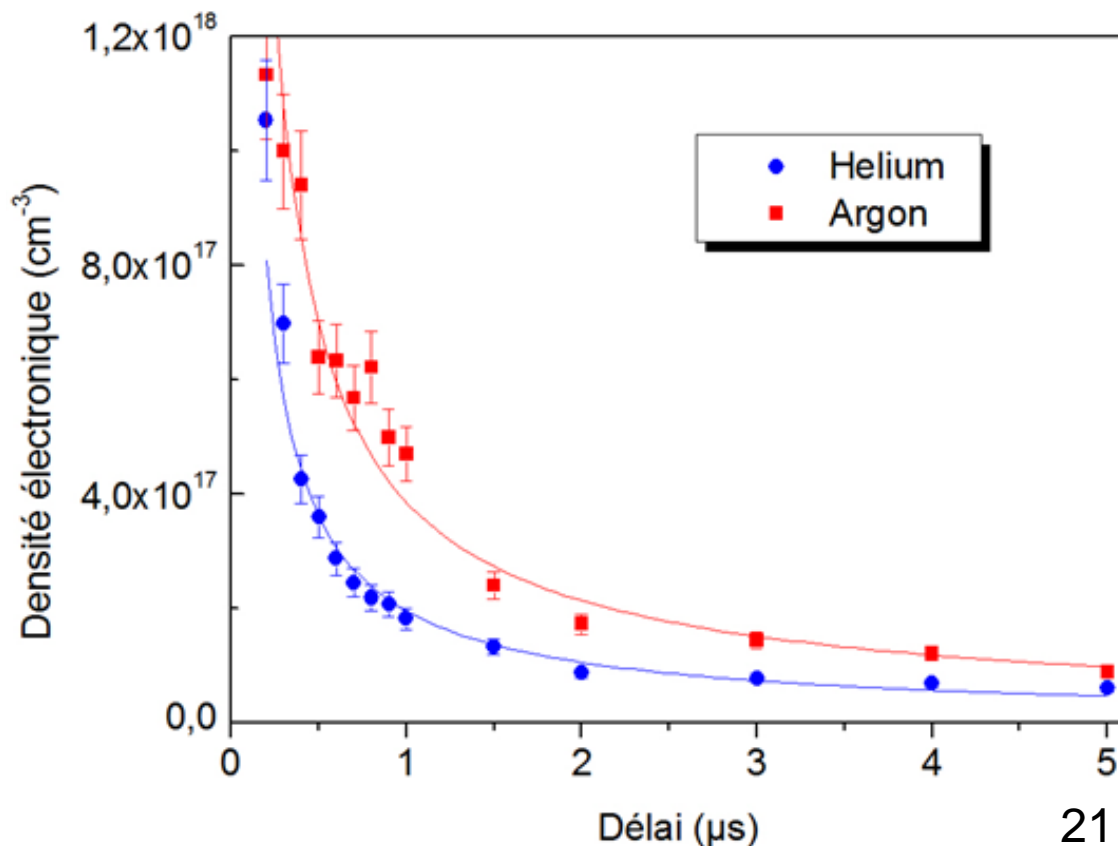 1,2x10^18
8,0x10^17
4,0x10^17
0,0
Densité électronique (cm^-3)
Helium
Argon
0 1 2 3 4 5
Délai (µs)
21